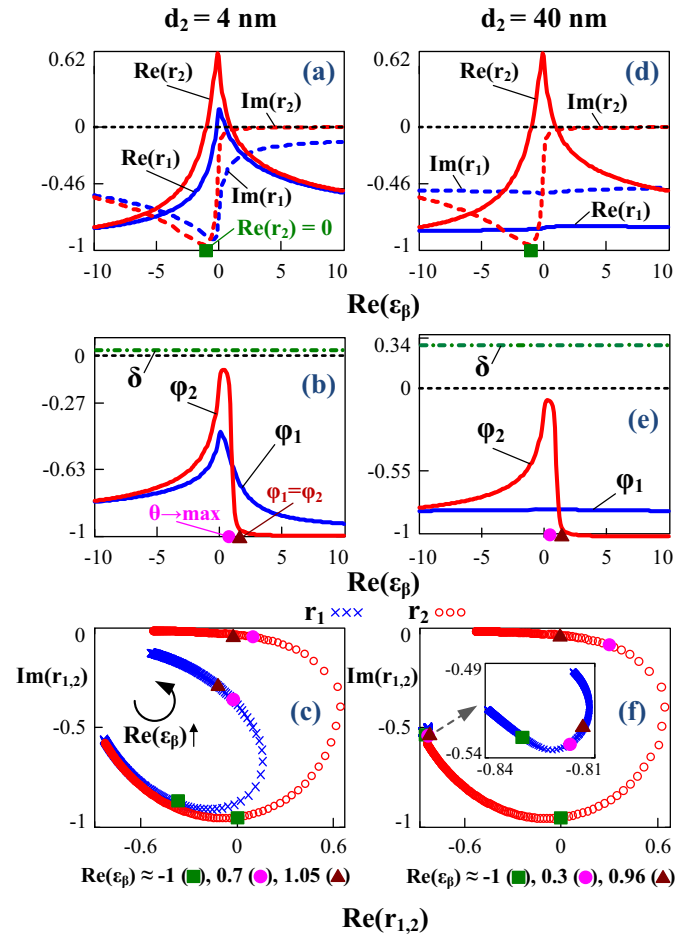 d₂ = 4 nm
d₂ = 40 nm
0.62
0
-0.46
-1
(a)
Re(r₂)
Im(r₂)
Re(r₁)
Im(r₁)
Re(r₂) = 0
-10 -5 0 5 10
0.62
0
-0.46
-1
(d)
Re(r₂)
Im(r₂)
Im(r₁)
Re(r₁)
-10 -5 0 5 10
Re(εᵦ)
0
-0.27
-0.63
-1
δ
(b)
φ₂
φ₁
φ₁=φ₂
θ→max
-10 -5 0 5 10
0.34
0
-0.55
-1
δ
(e)
φ₂
φ₁
-10 -5 0 5 10
Re(εᵦ)
r₁ ×××
r₂ ○○○
0
Im(r₁,₂)
-0.5
-1
(c)
Re(εᵦ)↑
-0.6 0 0.6
0
Im(r₁,₂)
-0.5
-1
-0.49
-0.54
-0.84 -0.81
(f)
-0.6 0 0.6
Re(εᵦ) ≈ -1 (■), 0.7 (●), 1.05 (▲)
Re(εᵦ) ≈ -1 (■), 0.3 (●), 0.96 (▲)
Re(r₁,₂)